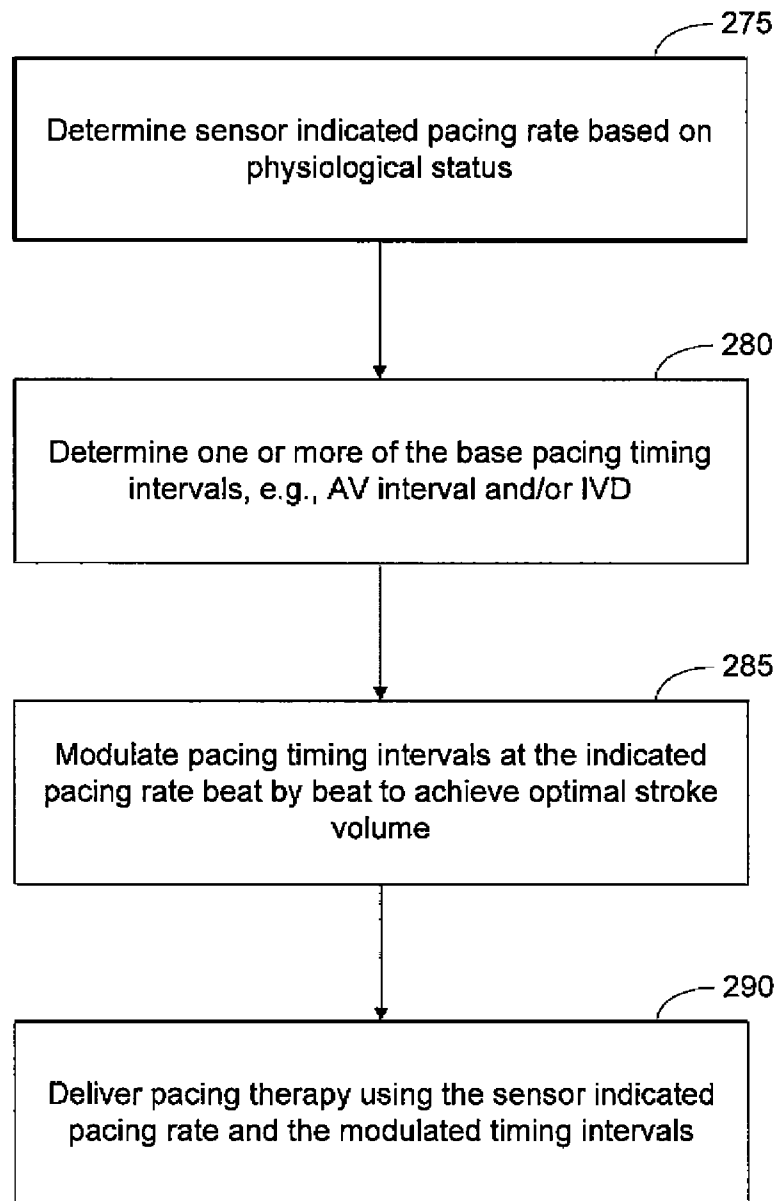 275
Determine sensor indicated pacing rate based on
physiological status
280
Determine one or more of the base pacing timing
intervals, e.g., AV interval and/or IVD
285
Modulate pacing timing intervals at the indicated
pacing rate beat by beat to achieve optimal stroke
volume
290
Deliver pacing therapy using the sensor indicated
pacing rate and the modulated timing intervals